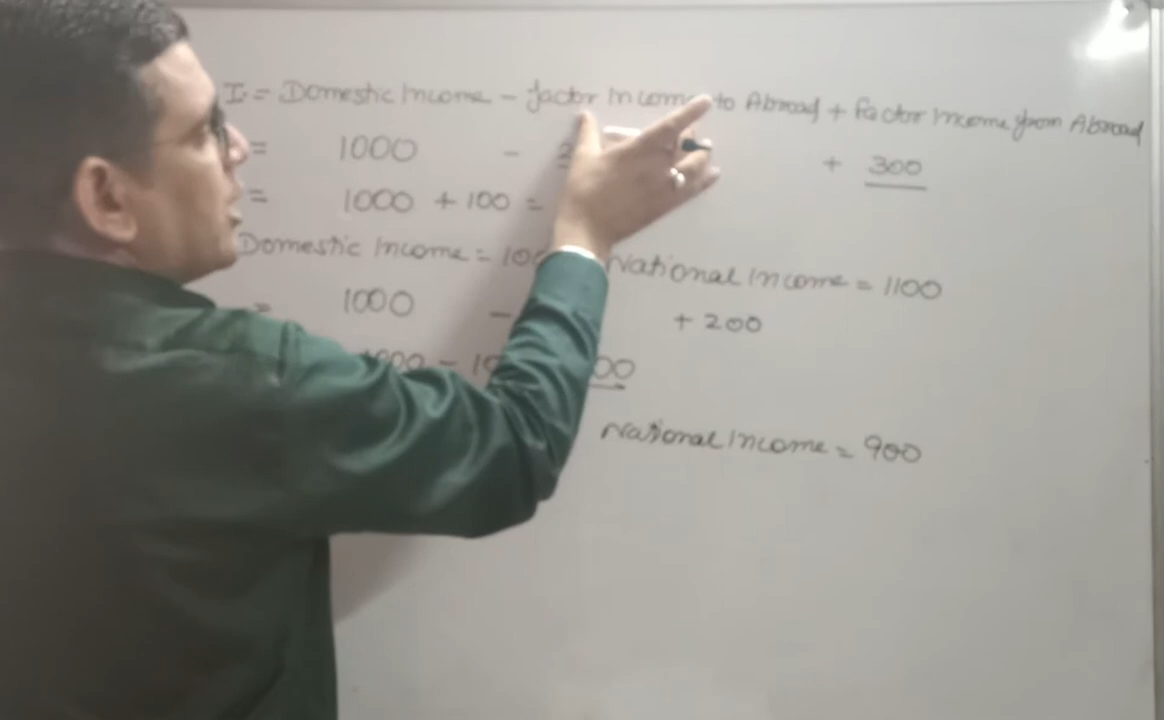 I = Domestic Income - factor Income to Abroad + Factor Income from Abroad
= 1000 - + 300
= 1000 + 100 =
Domestic Income = National Income = 1100
= 1000 - + 200
- 
National Income = 900